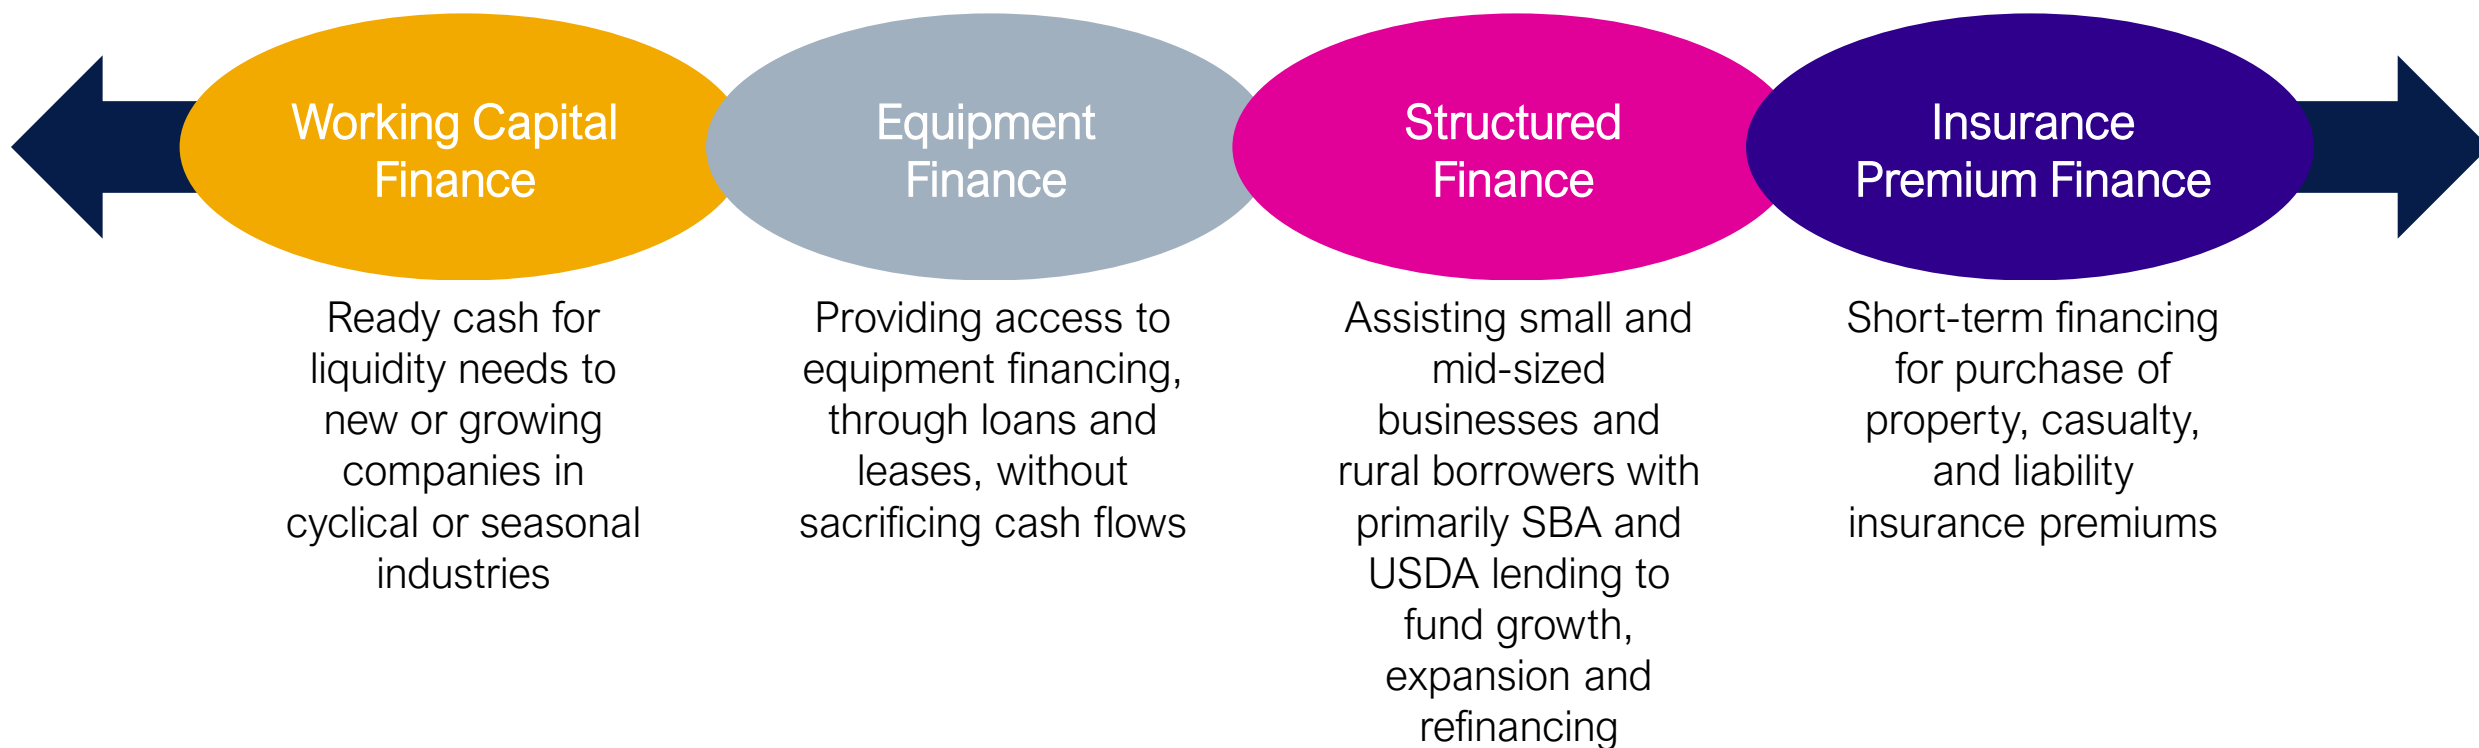 Working Capital
Finance
Equipment
Finance
Structured
Finance
Insurance
Premium Finance
Ready cash for
liquidity needs to
new or growing
companies in
cyclical or seasonal
industries
Providing access to
equipment financing,
through loans and
leases, without
sacrificing cash flows
Assisting small and
mid-sized
businesses and
rural borrowers with
primarily SBA and
USDA lending to
fund growth,
expansion and
refinancing
Short-term financing
for purchase of
property, casualty,
and liability
insurance premiums